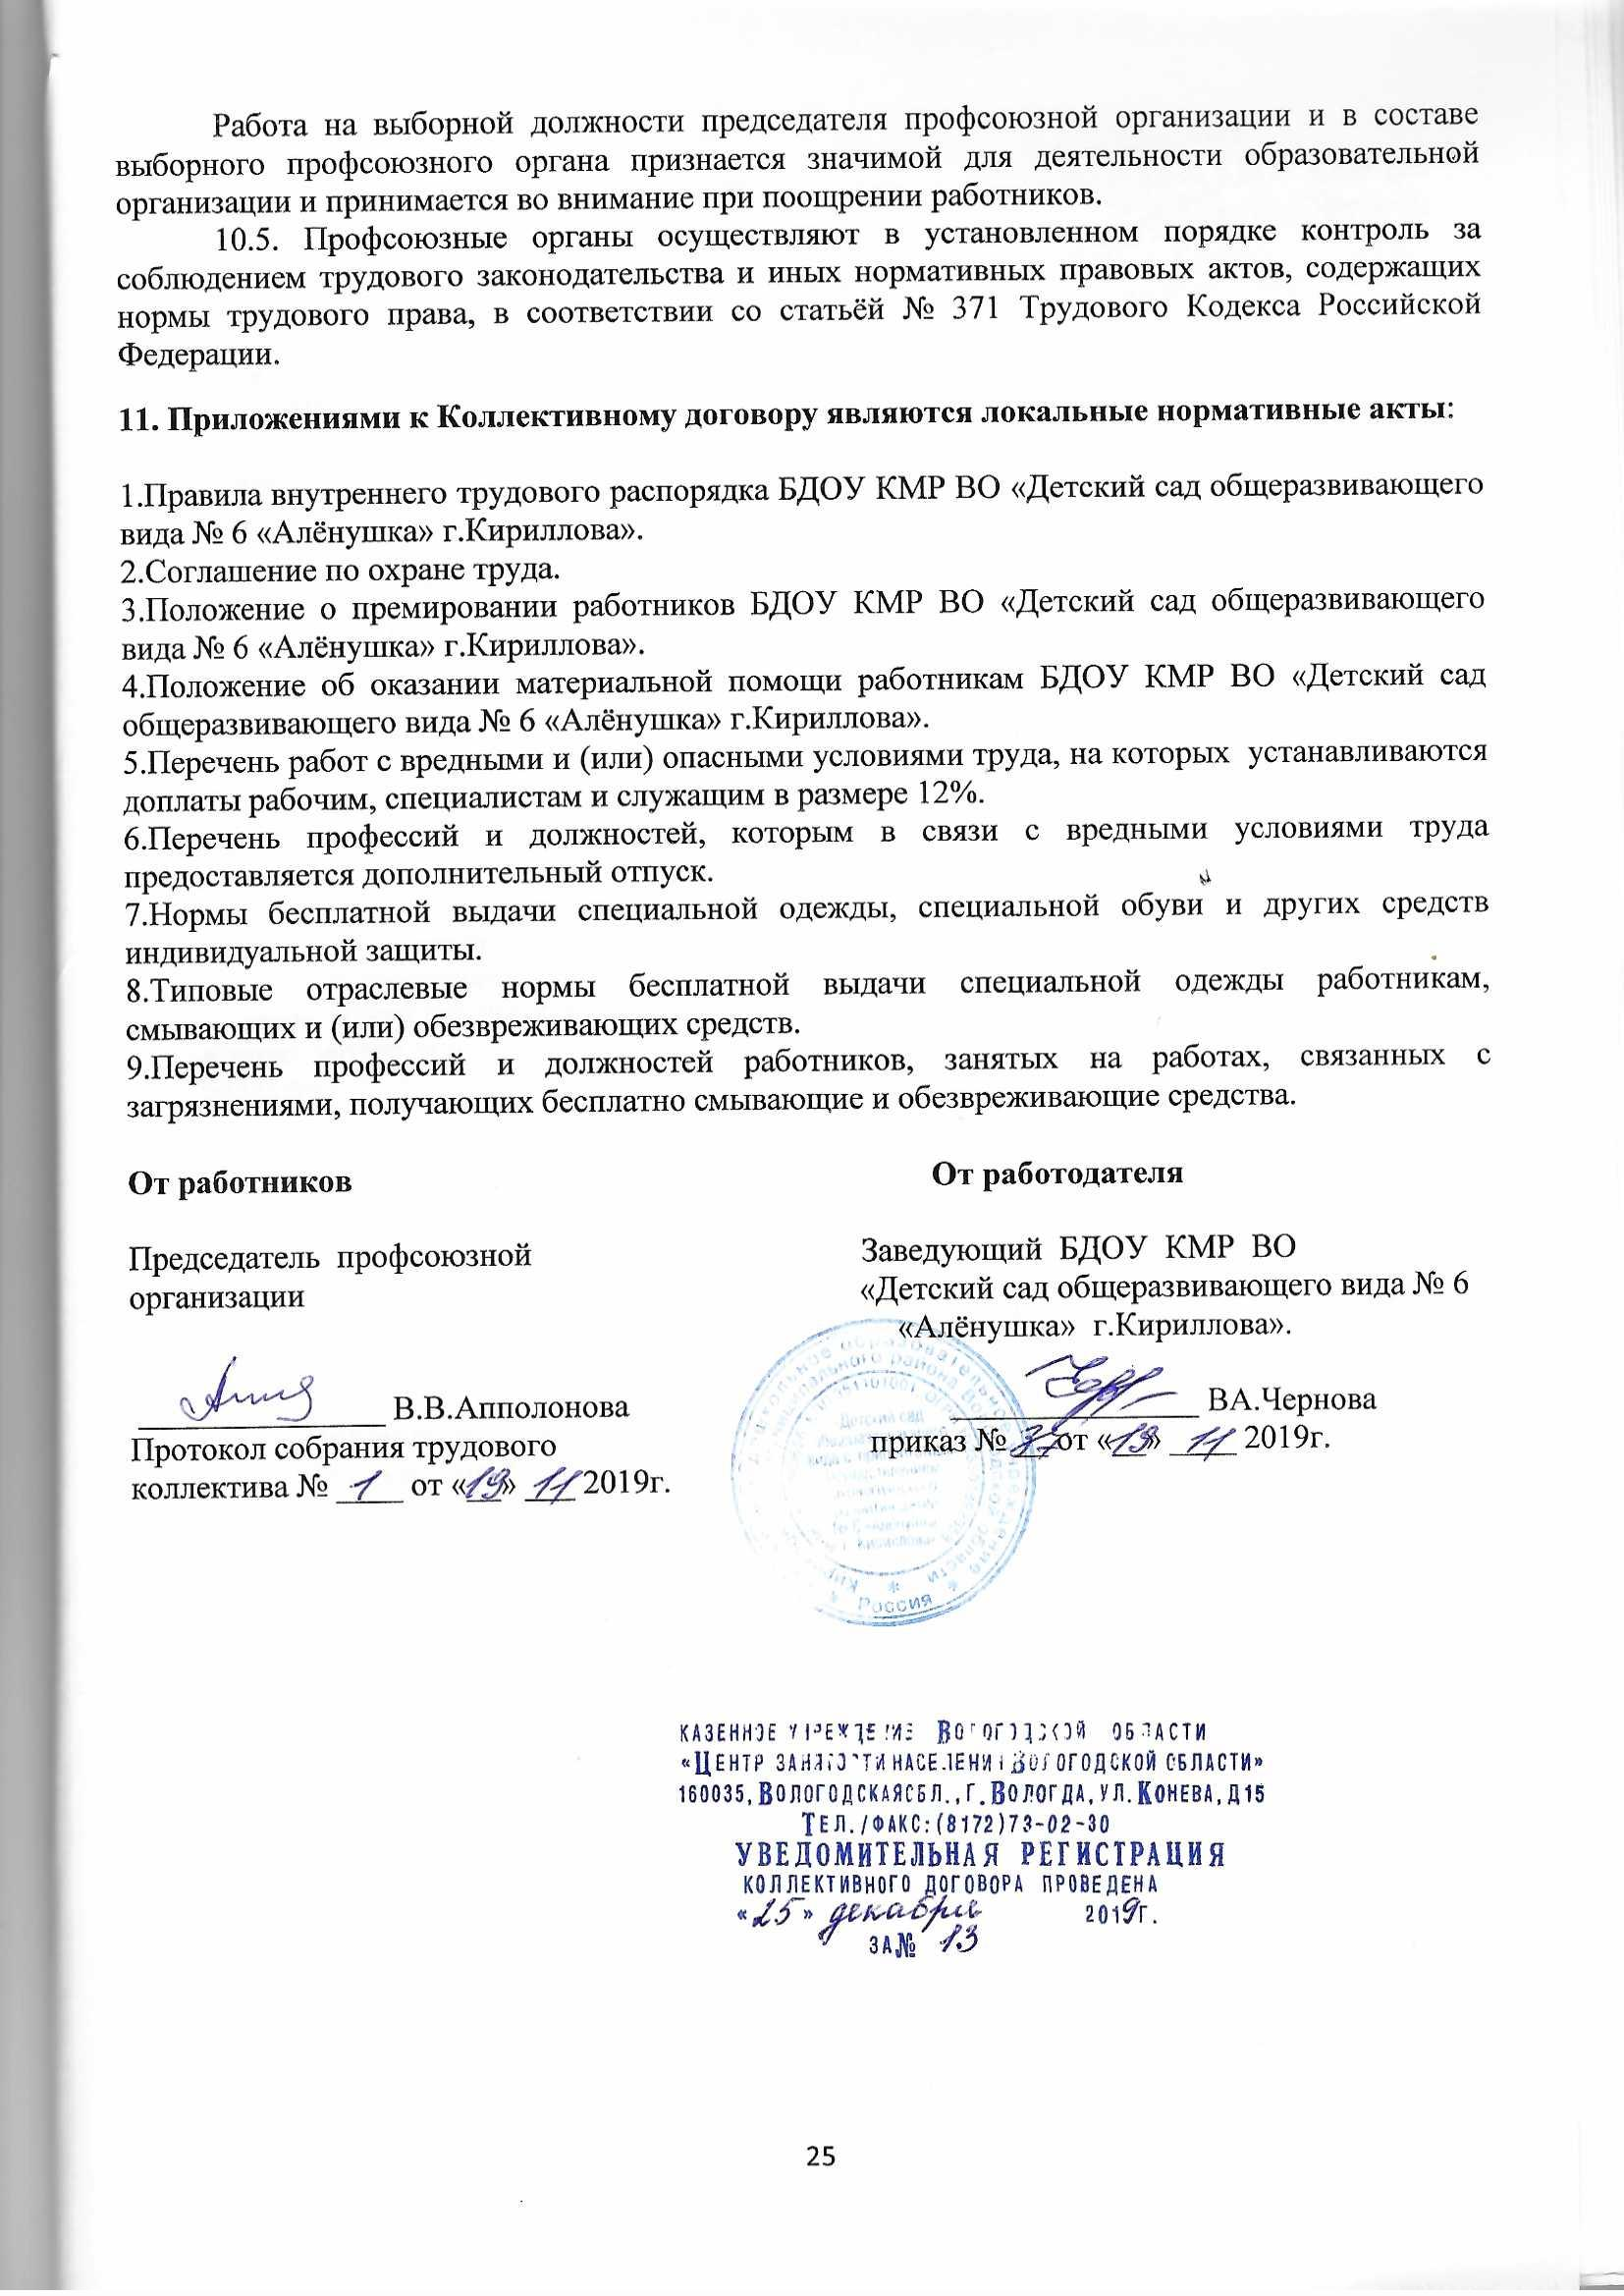 Работа на выборной должности председателя профсоюзной организации и в составе
выборного профсоюзного органа признается значимой для деятельности образовательной
организации и принимается во внимание при поощрении работников.
10.5. Профсоюзные органы осуществляют в установленном порядке контроль за
соблюдением трудового законодательства и иных нормативных правовых актов, содержащих
нормы трудового права, в соответствии со статьёй № 371 Трудового Кодекса Российской
Федерации.
11. Приложениями к Коллективному договору являются локальные нормативные акты:
1.Правила внутреннего трудового распорядка БДОУ КМР ВО «Детский сад общеразвивающего
вида № 6 «Алёнушка» г.Кириллова».
2.Соглашение по охране труда.
3.Положение о премировании работников БДОУ КМР ВО «Детский сад общеразвивающего
вида № 6 «Алёнушка» г.Кириллова».
4.Положение об оказании материальной помощи работникам БДОУ КМР ВО «Детский сад
общеразвивающего вида № 6 «Алёнушка» г.Кириллова».
5.Перечень работ с вредными и (или) опасными условиями труда, на которых устанавливаются
доплаты рабочим, специалистам и служащим в размере 12%.
6.Перечень профессий и должностей, которым в связи с вредными условиями труда
предоставляется дополнительный отпуск.
7.Нормы бесплатной выдачи специальной одежды, специальной обуви и других средств
индивидуальной защиты.
8.Типовые отраслевые нормы бесплатной выдачи специальной одежды работникам,
смывающих и (или) обезвреживающих средств.
9.Перечень профессий и должностей работников, занятых на работах, связанных с
загрязнениями, получающих бесплатно смывающие и обезвреживающие средства.
От работников
Председатель профсоюзной
организации
В.В.Апполонова
Протокол собрания трудового
коллектива № 1 от «19» 11 2019г.
От работодателя
Заведующий БДОУ КМР ВО
«Детский сад общеразвивающего вида № 6
«Алёнушка» г.Кириллова».
ВА.Чернова
приказ № от «19» 11 2019г.
Детский сад
Россия
КАЗЕННОЕ УЧРЕЖДЕНИЕ ВОЛОГОДСКОЙ ОБЛАСТИ
«ЦЕНТР ЗАНЯТОСТИ НАСЕЛЕНИЯ ВОЛОГОДСКОЙ ОБЛАСТИ»
160035, ВОЛОГОДСКАЯ ОБЛ., Г. ВОЛОГДА, УЛ. КОНЕВА, Д15
ТЕЛ./ФАКС: (8172)73-02-30
УВЕДОМИТЕЛЬНАЯ РЕГИСТРАЦИЯ
КОЛЛЕКТИВНОГО ДОГОВОРА ПРОВЕДЕНА
«25» декабря 2019Г.
ЗА№ 13
25